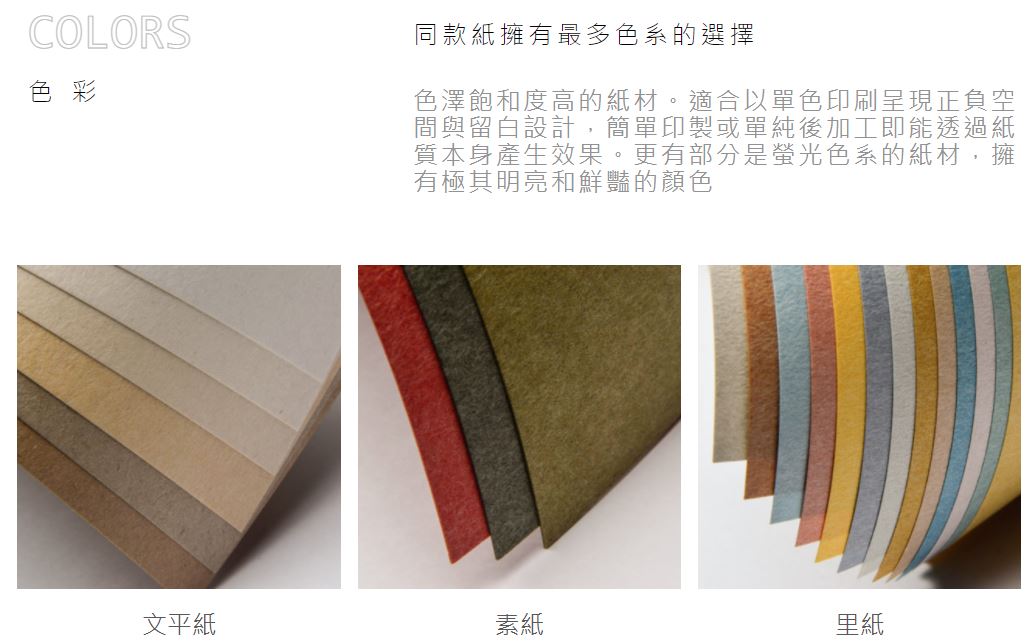 COLORS
色彩
同款紙擁有最多色系的選擇
色澤飽和度高的紙材。適合以單色印刷呈現正負空
間與留白設計，簡單印製或單純後加工即能透過紙
質本身產生效果。更有部分是螢光色系的紙材，擁
有極其明亮和鮮豔的顏色
文平紙
素紙
里紙